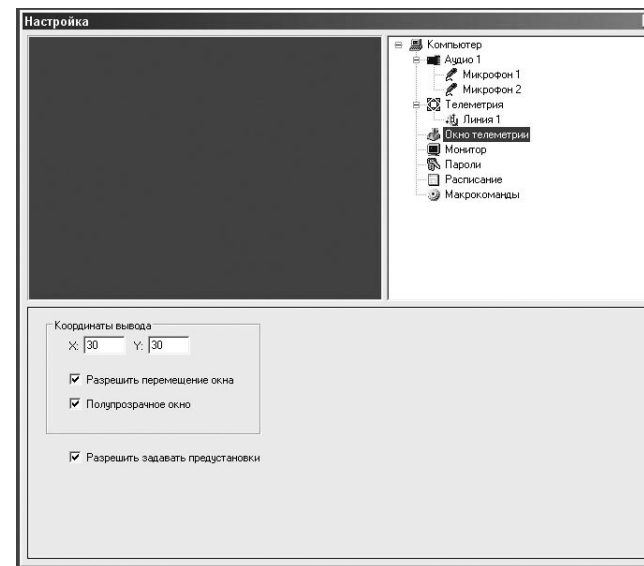 Настройка
Компьютер
Аудио 1
Микрофон 1
Микрофон 2
Телеметрия
Линия 1
Окно телеметрии
Монитор
Пароли
Расписание
Макрокоманды
Координаты вывода
X: 30 Y: 30
Разрешить перемещение окна
Полупрозрачное окно
Разрешить задавать предустановки